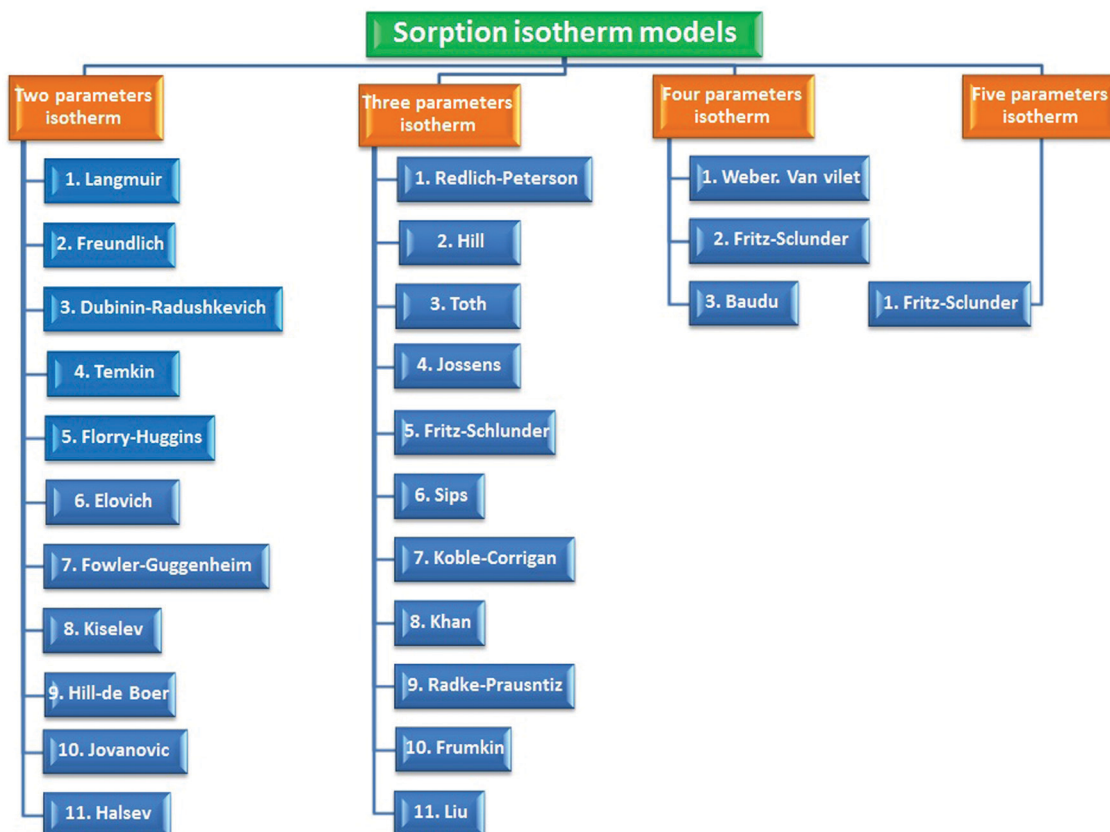 Sorption isotherm models
Two parameters
isotherm
1. Langmuir
2. Freundlich
3. Dubinin-Radushkevich
4. Temkin
5. Florry-Huggins
6. Elovich
7. Fowler-Guggenheim
8. Kiselev
9. Hill-de Boer
10. Jovanovic
11. Halsev
Three parameters
isotherm
1. Redlich-Peterson
2. Hill
3. Toth
4. Jossens
5. Fritz-Schlunder
6. Sips
7. Koble-Corrigan
8. Khan
9. Radke-Prausntiz
10. Frumkin
11. Liu
Four parameters
isotherm
1. Weber. Van vilet
2. Fritz-Sclunder
3. Baudu
Five parameters
isotherm
1. Fritz-Sclunder